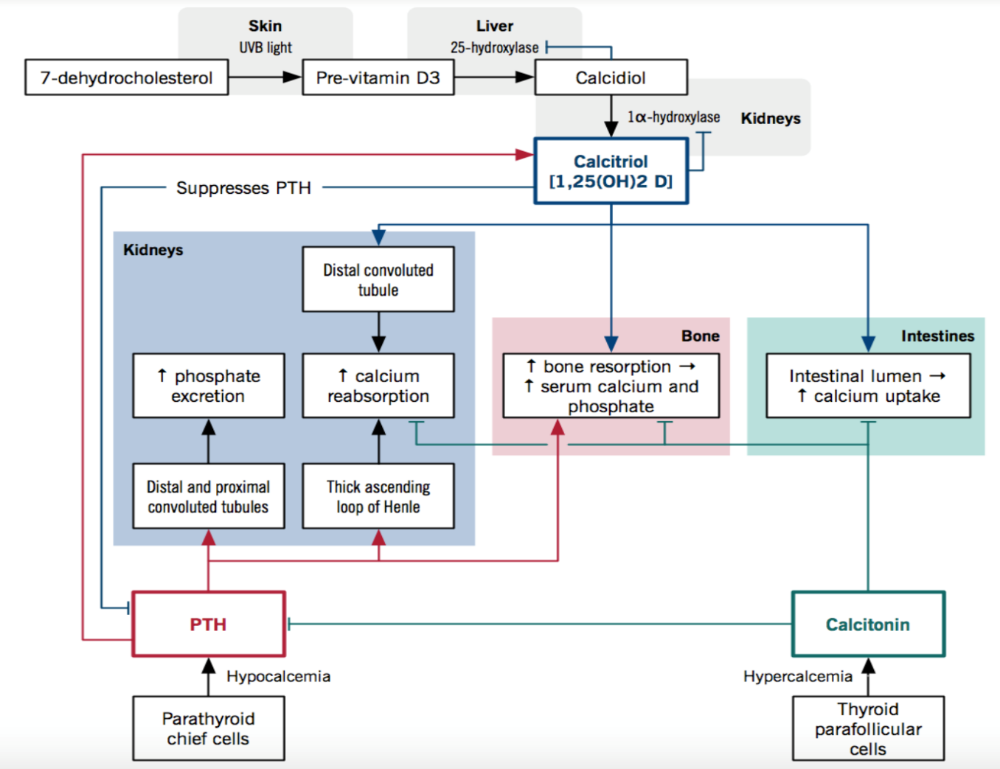 Skin
UVB light
Liver
25-hydroxylase
7-dehydrocholesterol
Pre-vitamin D3
Calcidiol
1α-hydroxylase
Kidneys
Calcitriol
[1,25(OH)2 D]
Suppresses PTH
Kidneys
Distal convoluted
tubule
Bone
Intestines
↑ phosphate
excretion
↑ calcium
reabsorption
↑ bone resorption →
↑ serum calcium and
phosphate
Intestinal lumen →
↑ calcium uptake
Distal and proximal
convoluted tubules
Thick ascending
loop of Henle
PTH
Calcitonin
Hypocalcemia
Hypercalcemia
Parathyroid
chief cells
Thyroid
parafollicular
cells